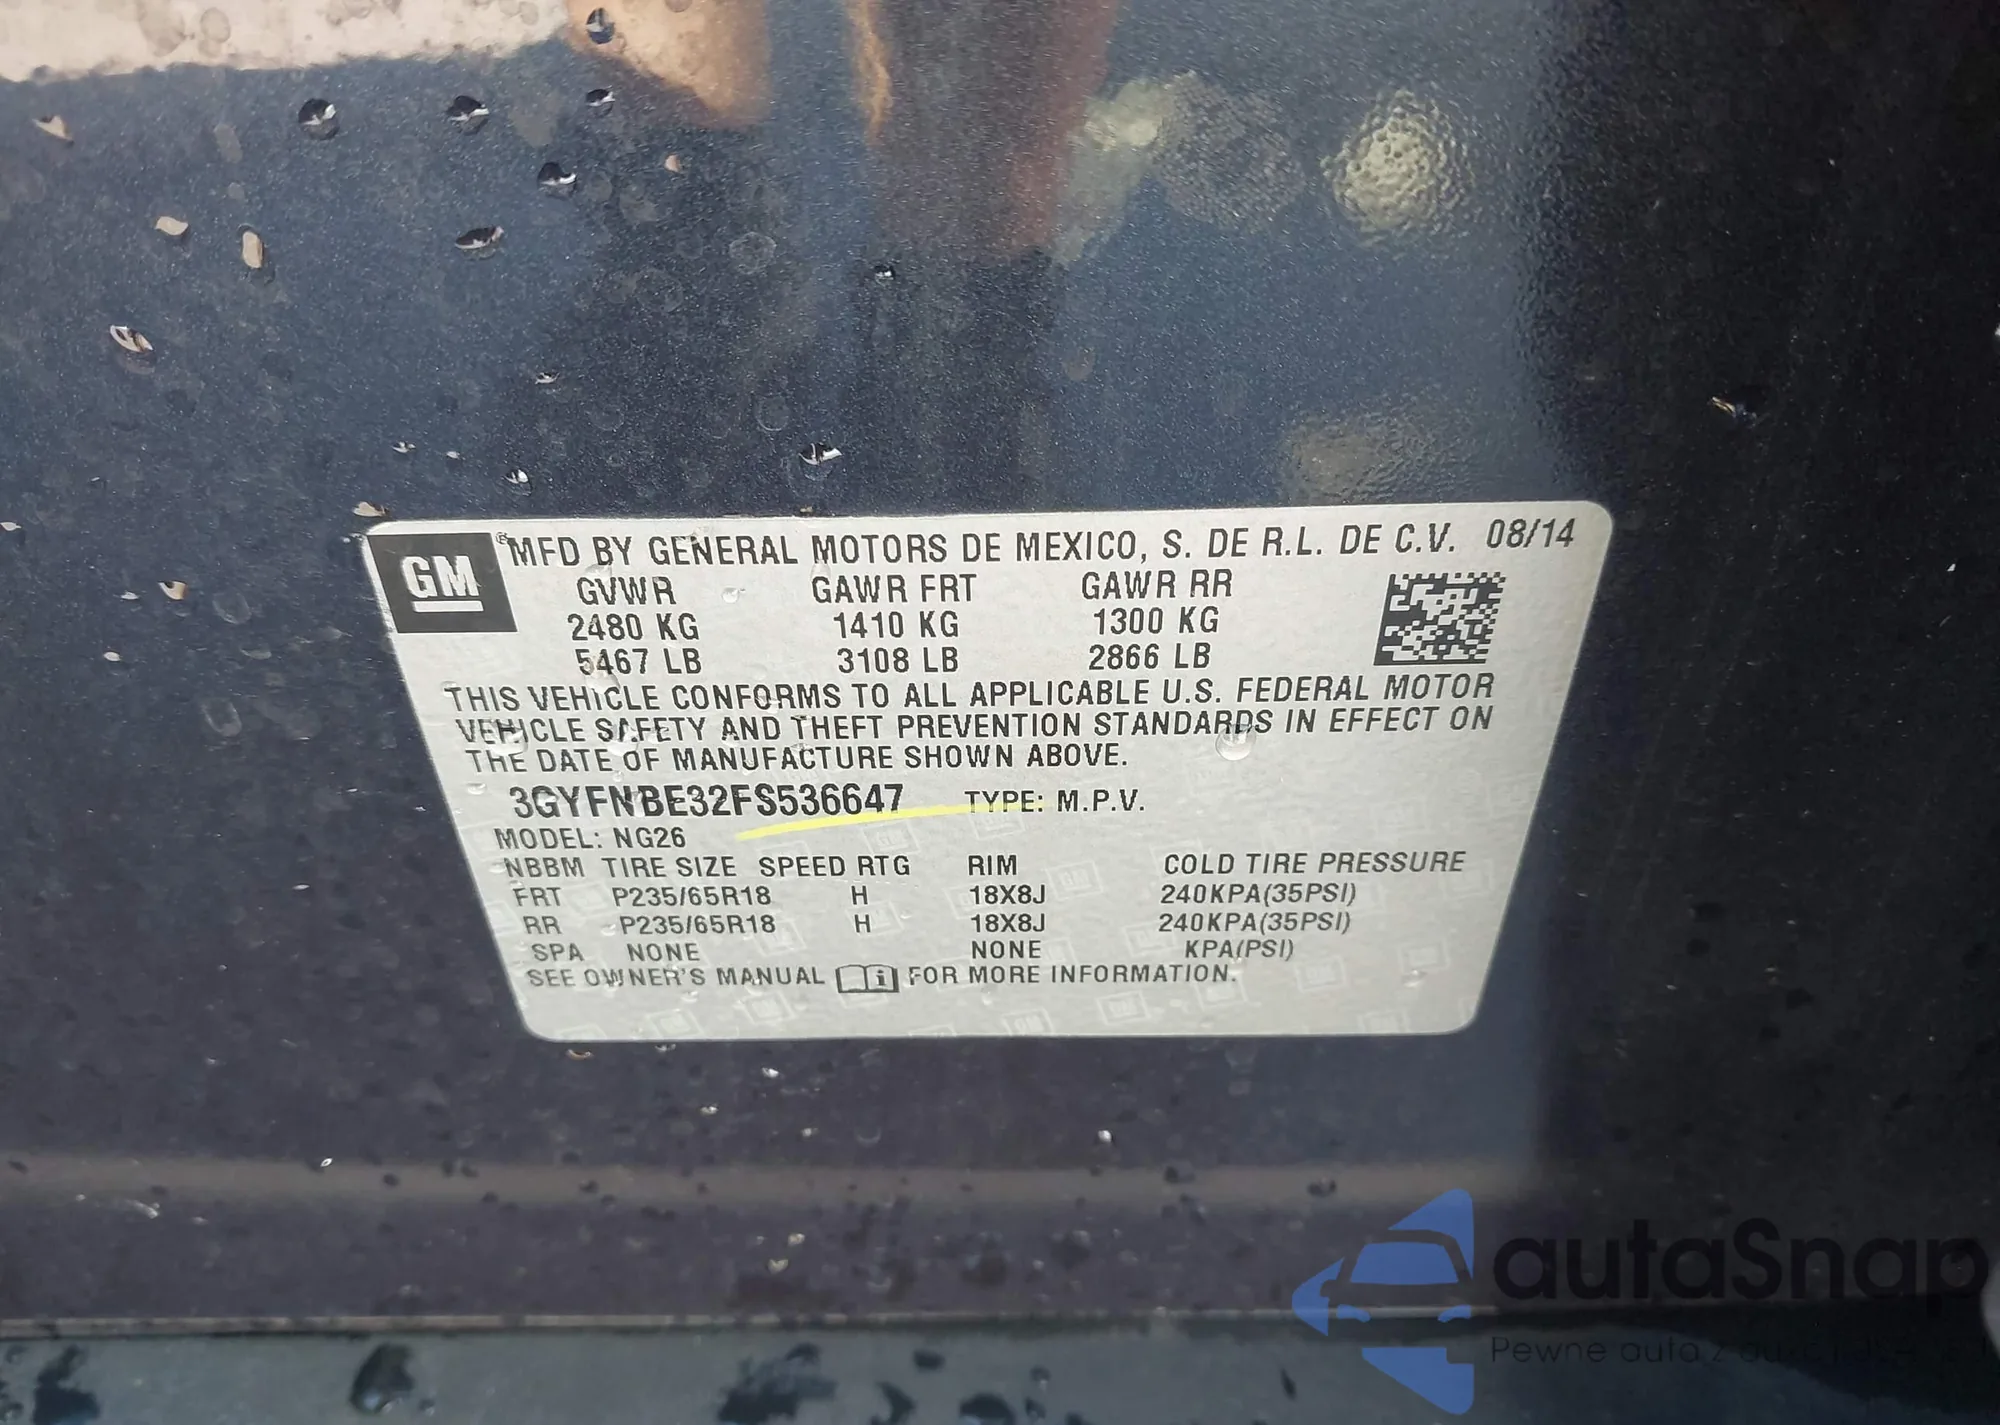 GM ® MFD BY GENERAL MOTORS DE MEXICO, S. DE R.L. DE C.V. 08/14
GVWR GAWR FRT GAWR RR
2480 KG 1410 KG 1300 KG
5467 LB 3108 LB 2866 LB
THIS VEHICLE CONFORMS TO ALL APPLICABLE U.S. FEDERAL MOTOR
VEHICLE SAFETY AND THEFT PREVENTION STANDARDS IN EFFECT ON
THE DATE OF MANUFACTURE SHOWN ABOVE.
3GYFNBE32FS536647 TYPE: M.P.V.
MODEL: NG26
NBBM TIRE SIZE SPEED RTG RIM COLD TIRE PRESSURE
FRT P235/65R18 H 18X8J 240KPA(35PSI)
RR P235/65R18 H 18X8J 240KPA(35PSI)
SPA NONE NONE KPA(PSI)
SEE OWNER'S MANUAL FOR MORE INFORMATION.
autaSnap
Pewne auta z